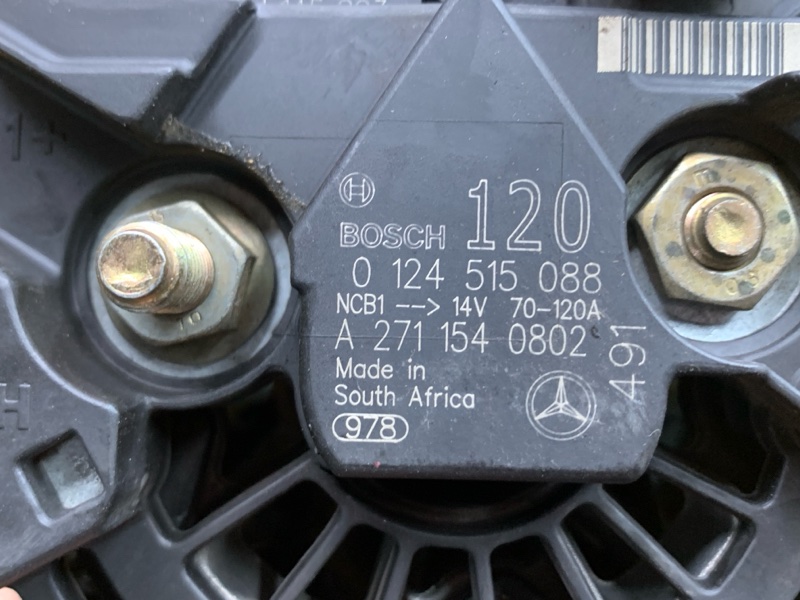 1+
BOSCH 120
0 124 515 088
NCB1 --> 14V 70-120A
A 271 154 0802
491
Made in
South Africa
978
H